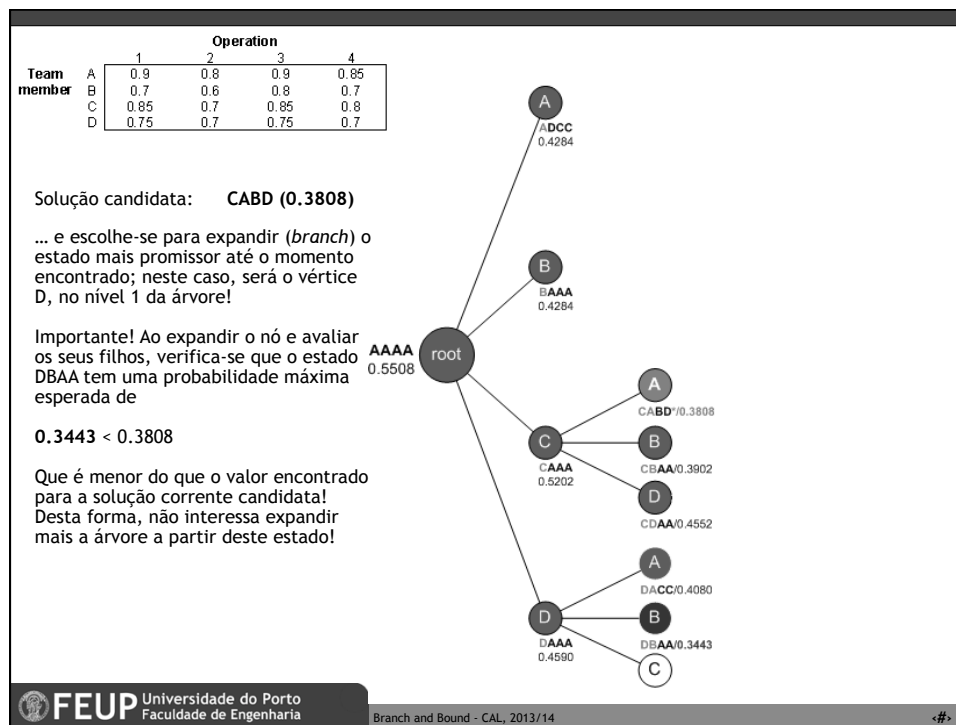 Operation
1 2 3 4
Team member
A 0.9 0.8 0.9 0.85
B 0.7 0.6 0.8 0.7
C 0.85 0.7 0.85 0.8
D 0.75 0.7 0.75 0.7
Solução candidata: CABD (0.3808)
... e escolhe-se para expandir (branch) o
estado mais promissor até o momento
encontrado; neste caso, será o vértice
D, no nível 1 da árvore!
Importante! Ao expandir o nó e avaliar
os seus filhos, verifica-se que o estado
DBAA tem uma probabilidade máxima
esperada de
0.3443 < 0.3808
Que é menor do que o valor encontrado
para a solução corrente candidata!
Desta forma, não interessa expandir
mais a árvore a partir deste estado!
AAAA
0.5508
root
A
ADCC
0.4284
B
BAAA
0.4284
C
CAAA
0.5202
A
CABD*/0.3808
B
CBAA/0.3902
D
CDAA/0.4552
D
DAAA
0.4590
A
DACC/0.4080
B
DBAA/0.3443
C
FEUP Universidade do Porto
Faculdade de Engenharia
Branch and Bound - CAL, 2013/14
‹#›